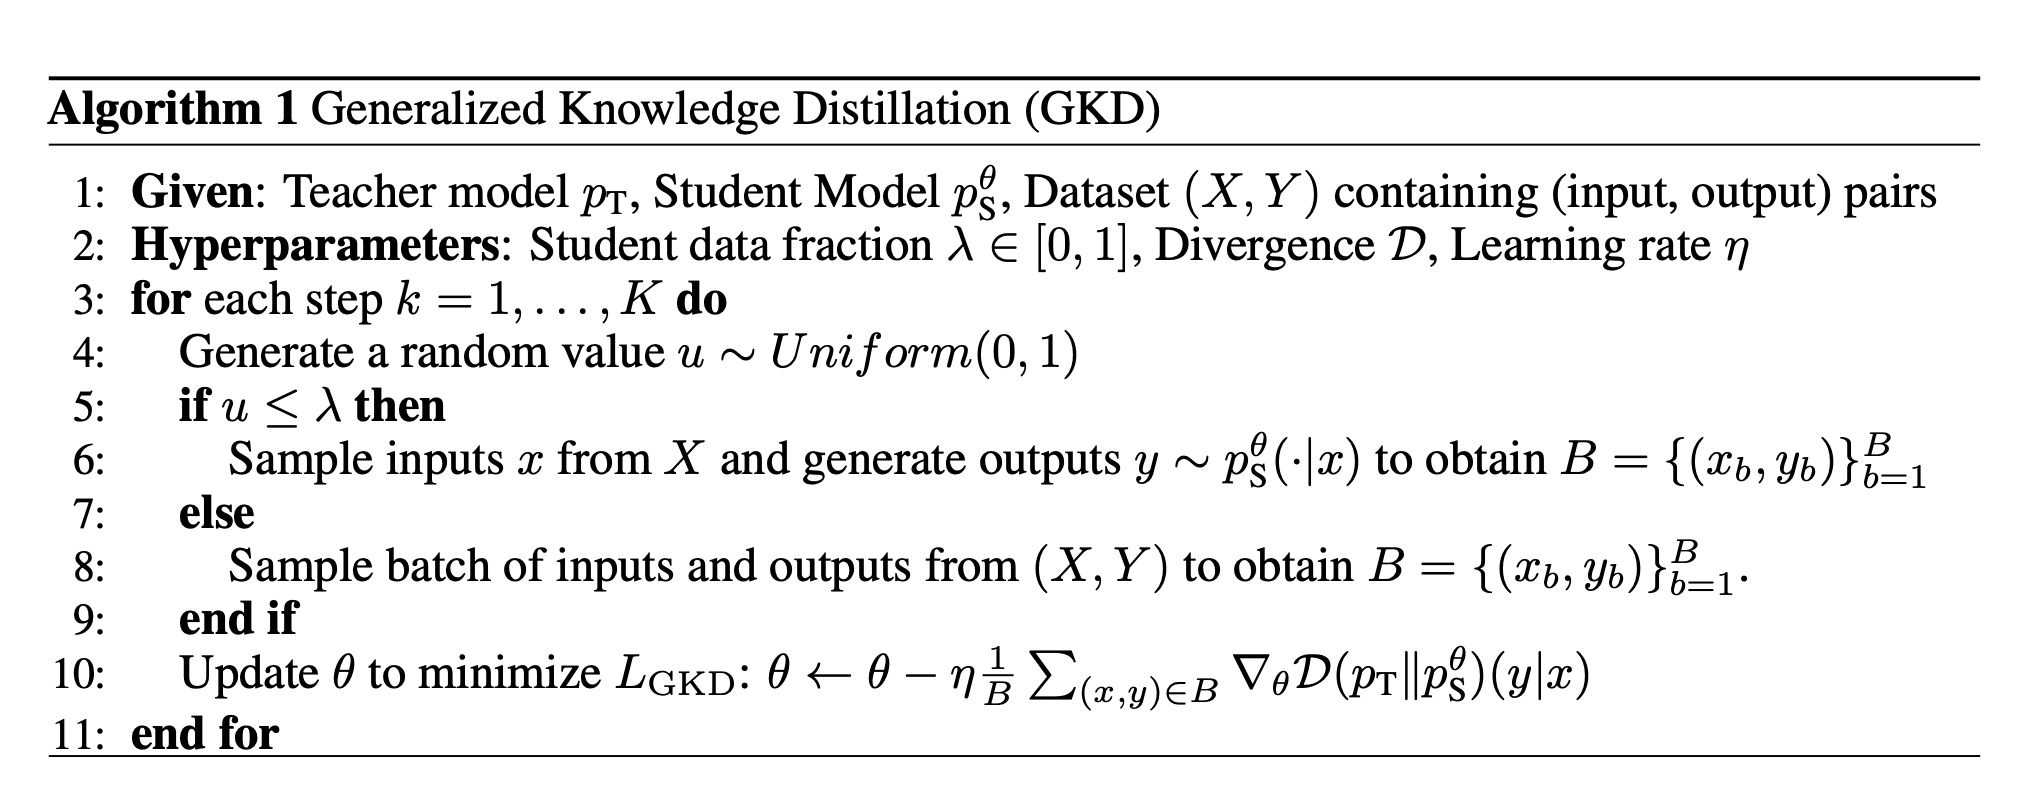 Algorithm 1 Generalized Knowledge Distillation (GKD)
1: Given: Teacher model $p_{\mathrm{T}}$, Student Model $p_{\mathrm{S}}^{\theta}$, Dataset $(X, Y)$ containing (input, output) pairs
2: Hyperparameters: Student data fraction $\lambda \in [0, 1]$, Divergence $\mathcal{D}$, Learning rate $\eta$
3: for each step $k = 1, \ldots, K$ do
4: Generate a random value $u \sim Uniform(0, 1)$
5: if $u \leq \lambda$ then
6: Sample inputs $x$ from $X$ and generate outputs $y \sim p_{\mathrm{S}}^{\theta}(\cdot|x)$ to obtain $B = \{(x_b, y_b)\}_{b=1}^{B}$
7: else
8: Sample batch of inputs and outputs from $(X, Y)$ to obtain $B = \{(x_b, y_b)\}_{b=1}^{B}$.
9: end if
10: Update $\theta$ to minimize $L_{\mathrm{GKD}}$: $\theta \leftarrow \theta - \eta \frac{1}{B} \sum_{(x,y) \in B} \nabla_{\theta} \mathcal{D}(p_{\mathrm{T}} \| p_{\mathrm{S}}^{\theta})(y|x)$
11: end for